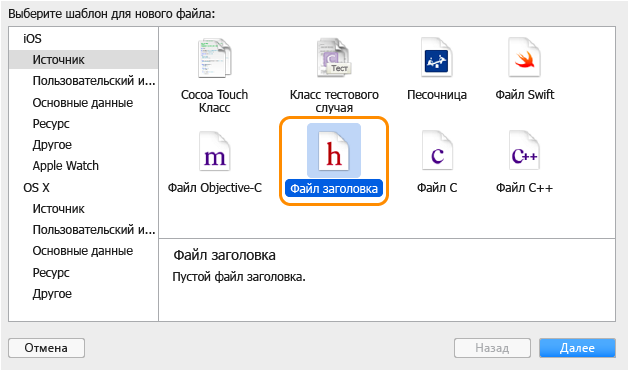 Выберите шаблон для нового файла:
iOS
Источник
Пользовательский и...
Основные данные
Ресурс
Другое
Apple Watch
OS X
Источник
Пользовательский и...
Основные данные
Ресурс
Другое
Cocoa Touch
Класс
Тест
Класс тестового
случая
Песочница
Файл Swift
m
Файл Objective-C
h
Файл заголовка
c
Файл C
c++
Файл C++
Файл заголовка
Пустой файл заголовка.
Отмена
Назад
Далее